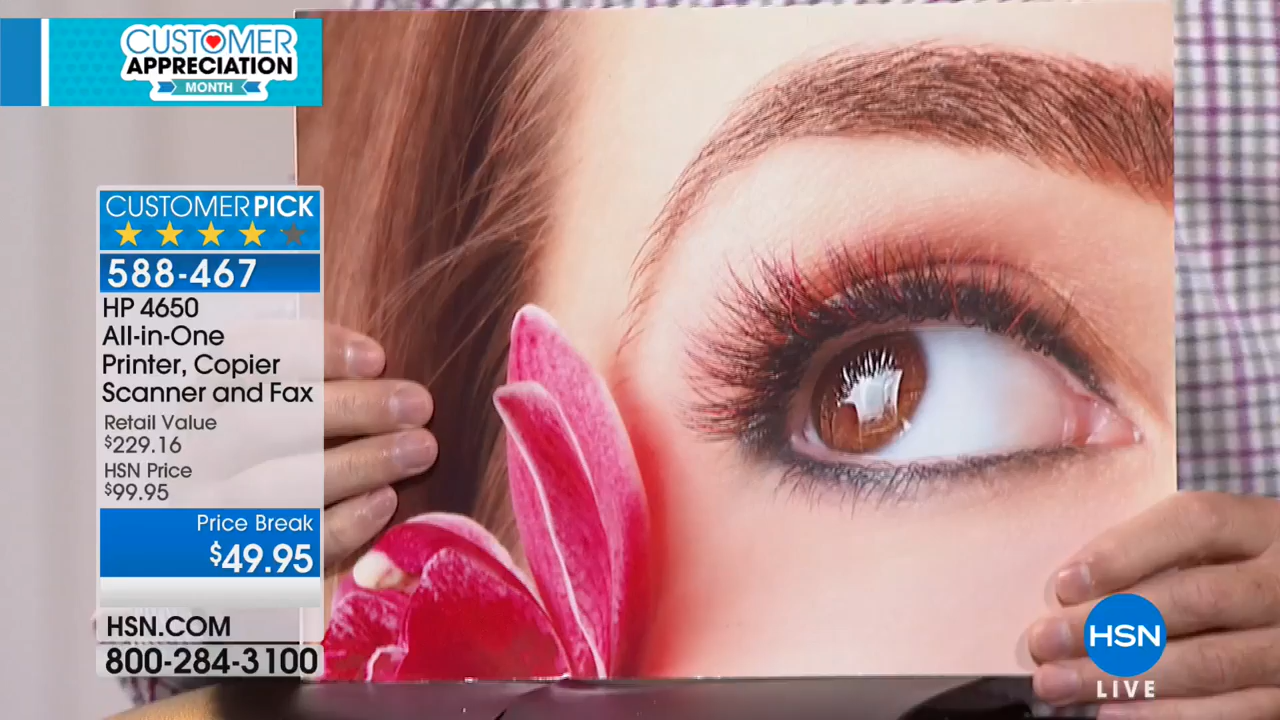 CUSTOMER
APPRECIATION
MONTH
CUSTOMER PICK
588-467
HP 4650
All-in-One
Printer, Copier
Scanner and Fax
Retail Value
$229.16
HSN Price
$99.95
Price Break
$49.95
HSN.COM
800-284-3100
HSN
LIVE